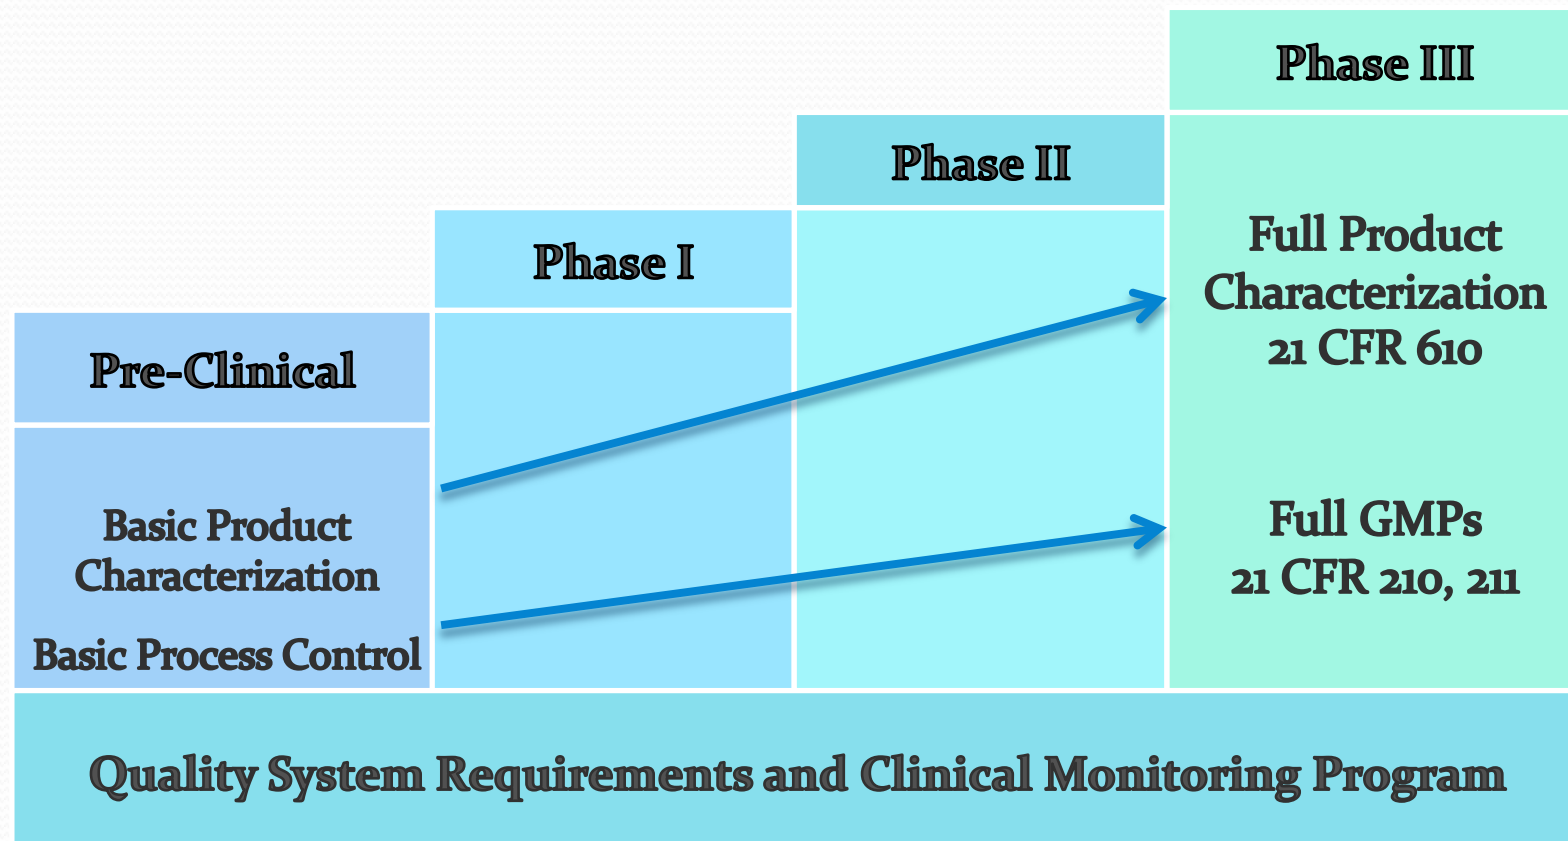 Phase III
Phase II
Phase I
Pre-Clinical
Full Product
Characterization
21 CFR 610
Full GMPs
21 CFR 210, 211
Basic Product
Characterization
Basic Process Control
Quality System Requirements and Clinical Monitoring Program